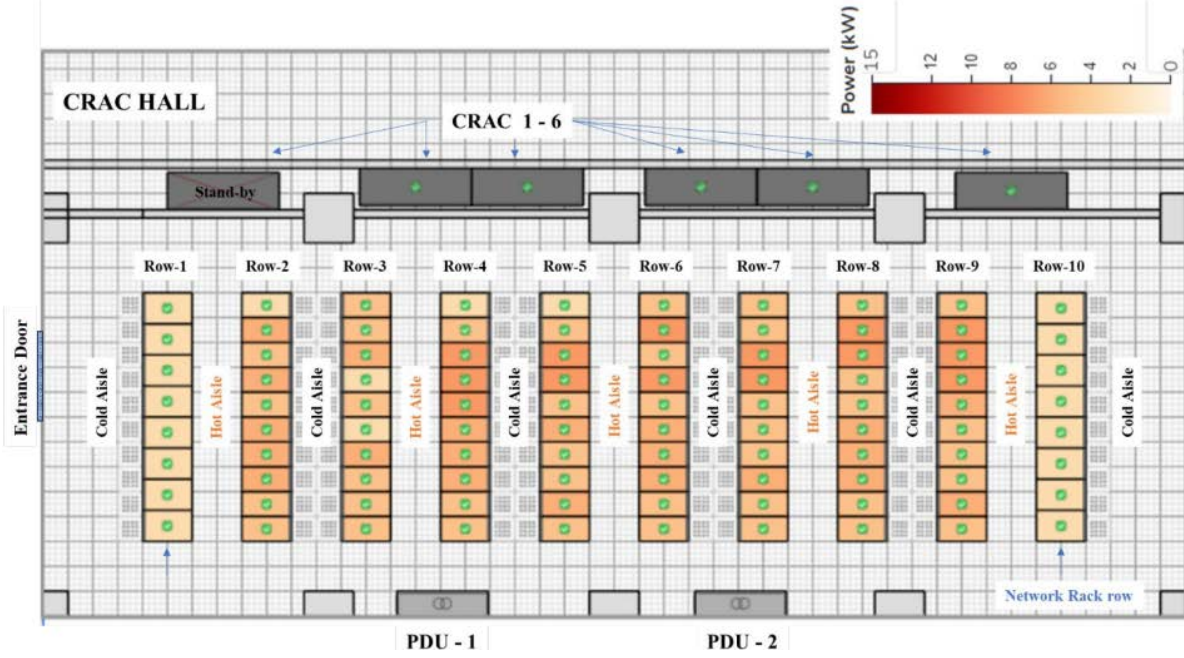 Power (kW)
15
12
10
8
6
4
2
0
CRAC HALL
CRAC 1 - 6
Stand-by
Row-1
Row-2
Row-3
Row-4
Row-5
Row-6
Row-7
Row-8
Row-9
Row-10
Entrance Door
Cold Aisle
Hot Aisle
Cold Aisle
Hot Aisle
Cold Aisle
Hot Aisle
Cold Aisle
Hot Aisle
Cold Aisle
Hot Aisle
Cold Aisle
Network Rack row
PDU - 1
PDU - 2